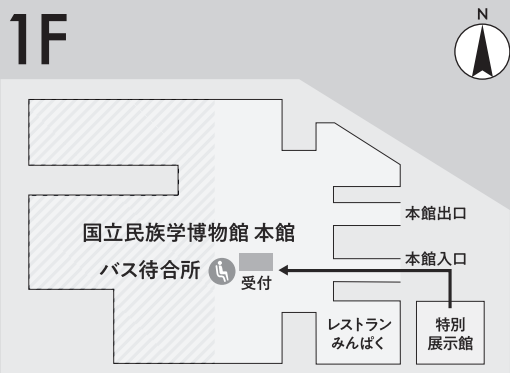 1F
N
国立民族学博物館 本館
本館出口
バス待合所
受付
本館入口
レストラン
みんぱく
特別
展示館